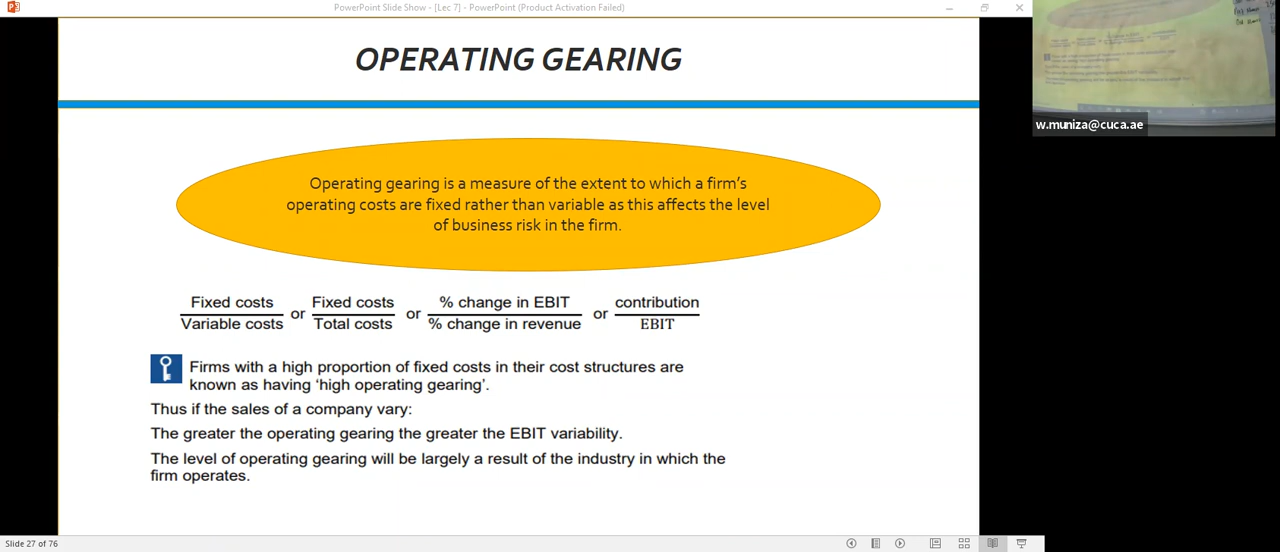 PowerPoint Slide Show - [Lec 7] - PowerPoint (Product Activation Failed)
OPERATING GEARING
w.muniza@cuca.ae
Operating gearing is a measure of the extent to which a firm's
operating costs are fixed rather than variable as this affects the level
of business risk in the firm.
Fixed costs or Fixed costs or % change in EBIT or contribution
Variable costs Total costs % change in revenue EBIT
Firms with a high proportion of fixed costs in their cost structures are
known as having 'high operating gearing'.
Thus if the sales of a company vary:
The greater the operating gearing the greater the EBIT variability.
The level of operating gearing will be largely a result of the industry in which the
firm operates.
Slide 27 of 76